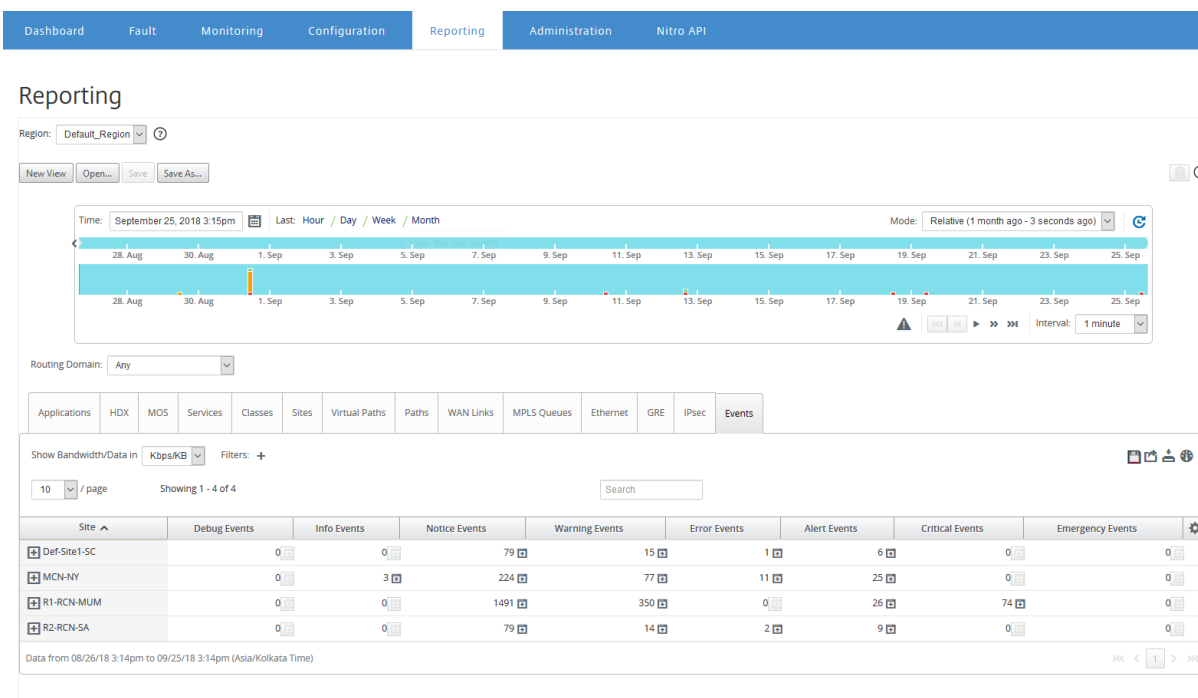 Dashboard Fault Monitoring Configuration Reporting Administration Nitro API
Reporting
Region: Default_Region ?
New View Open... Save Save As...
Time: September 25, 2018 3:15pm Last: Hour / Day / Week / Month Mode: Relative (1 month ago - 3 seconds ago)
28. Aug 30. Aug 1. Sep 3. Sep 5. Sep 7. Sep 9. Sep 11. Sep 13. Sep 15. Sep 17. Sep 19. Sep 21. Sep 23. Sep 25. Sep
28. Aug 30. Aug 1. Sep 3. Sep 5. Sep 7. Sep 9. Sep 11. Sep 13. Sep 15. Sep 17. Sep 19. Sep 21. Sep 23. Sep 25. Sep
Interval: 1 minute
Routing Domain: Any
Applications HDX MOS Services Classes Sites Virtual Paths Paths WAN Links MPLS Queues Ethernet GRE IPsec Events
Show Bandwidth/Data in Kbps/KB Filters: +
10 / page Showing 1 - 4 of 4 Search
Site Debug Events Info Events Notice Events Warning Events Error Events Alert Events Critical Events Emergency Events
Def-Site1-SC 0 0 79 15 1 6 0 0
MCN-NY 0 3 224 77 11 25 0 0
R1-RCN-MUM 0 0 1491 350 0 26 74 0
R2-RCN-SA 0 0 79 14 2 9 0 0
Data from 08/26/18 3:14pm to 09/25/18 3:14pm (Asia/Kolkata Time) 1